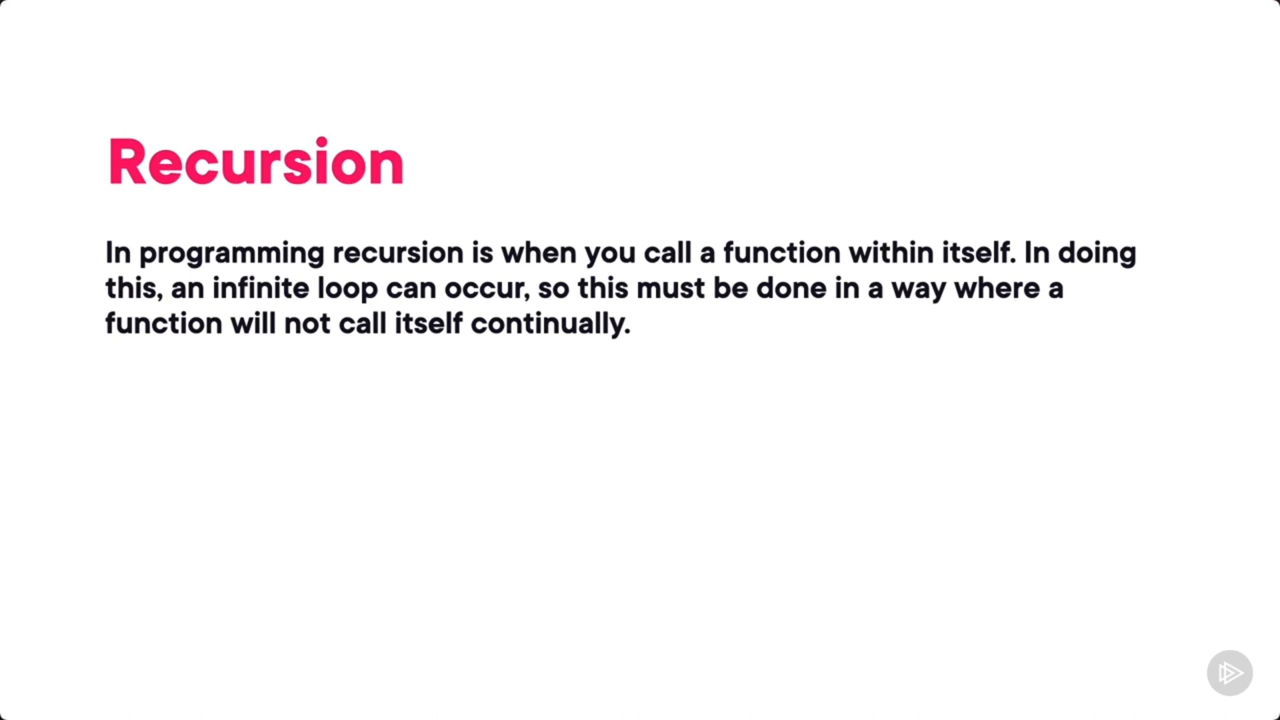 Recursion
In programming recursion is when you call a function within itself. In doing
this, an infinite loop can occur, so this must be done in a way where a
function will not call itself continually.